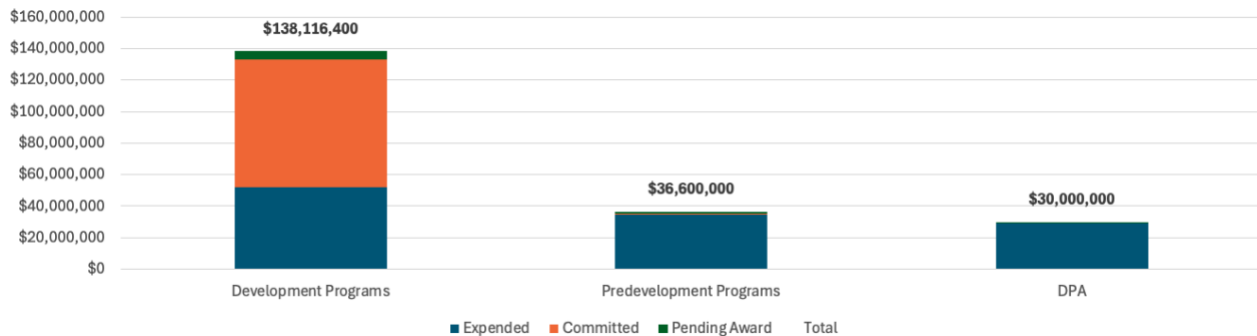 $160,000,000
$138,116,400
$140,000,000
$120,000,000
$100,000,000
$80,000,000
$60,000,000
$36,600,000
$30,000,000
$40,000,000
$20,000,000
$0
Development Programs
Predevelopment Programs
DPA
Expended
Committed
Pending Award
Total